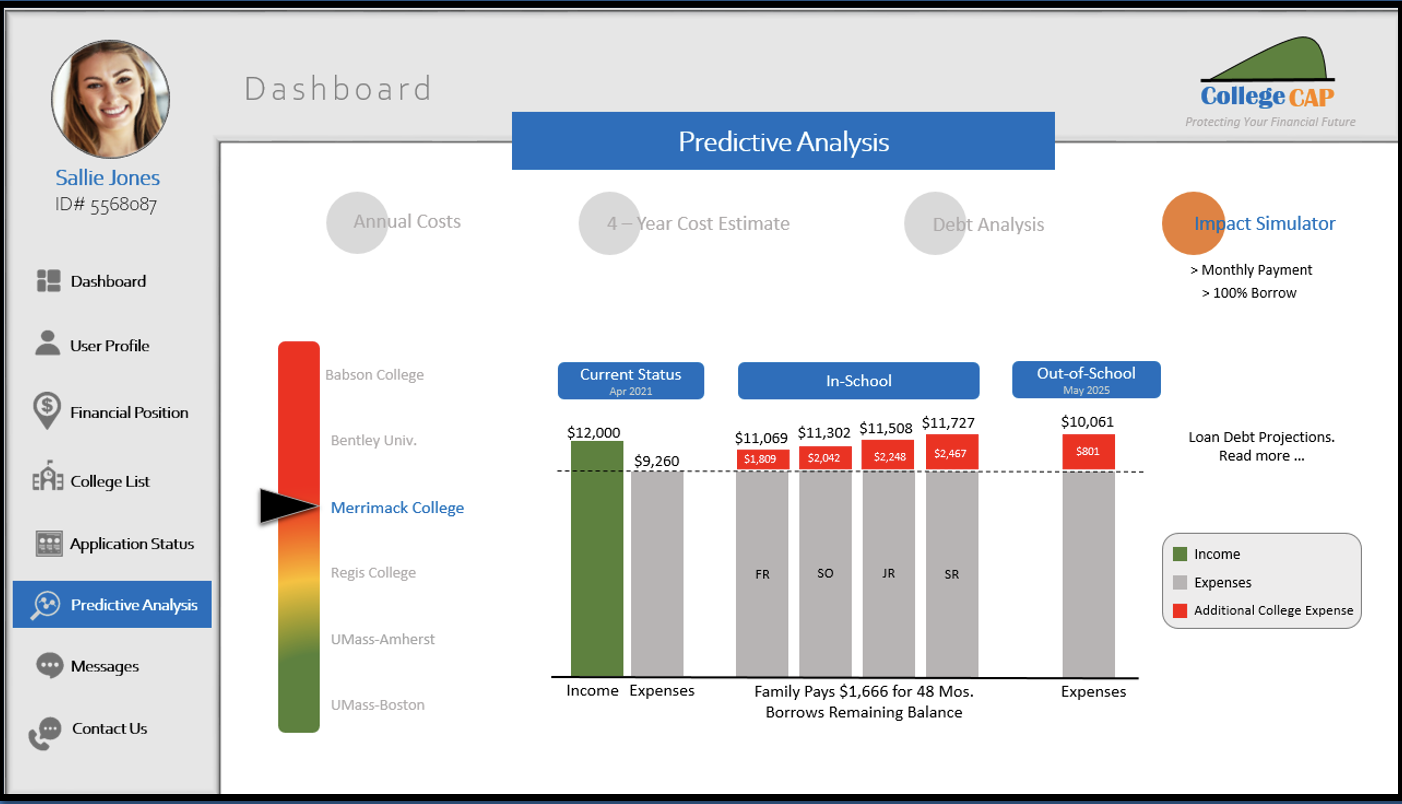 Dashboard
College CAP
Protecting Your Financial Future
Predictive Analysis
Sallie Jones
ID# 5568087
Annual Costs
4 – Year Cost Estimate
Debt Analysis
Impact Simulator
> Monthly Payment
> 100% Borrow
Dashboard
User Profile
Financial Position
College List
Application Status
Predictive Analysis
Messages
Contact Us
Babson College
Bentley Univ.
Merrimack College
Regis College
UMass-Amherst
UMass-Boston
Current Status
Apr 2021
In-School
Out-of-School
May 2025
$12,000
$9,260
$11,069
$11,302
$11,508
$11,727
$10,061
$1,809
$2,042
$2,248
$2,467
$801
FR
SO
JR
SR
Income
Expenses
Family Pays $1,666 for 48 Mos.
Borrows Remaining Balance
Expenses
Loan Debt Projections.
Read more ...
Income
Expenses
Additional College Expense